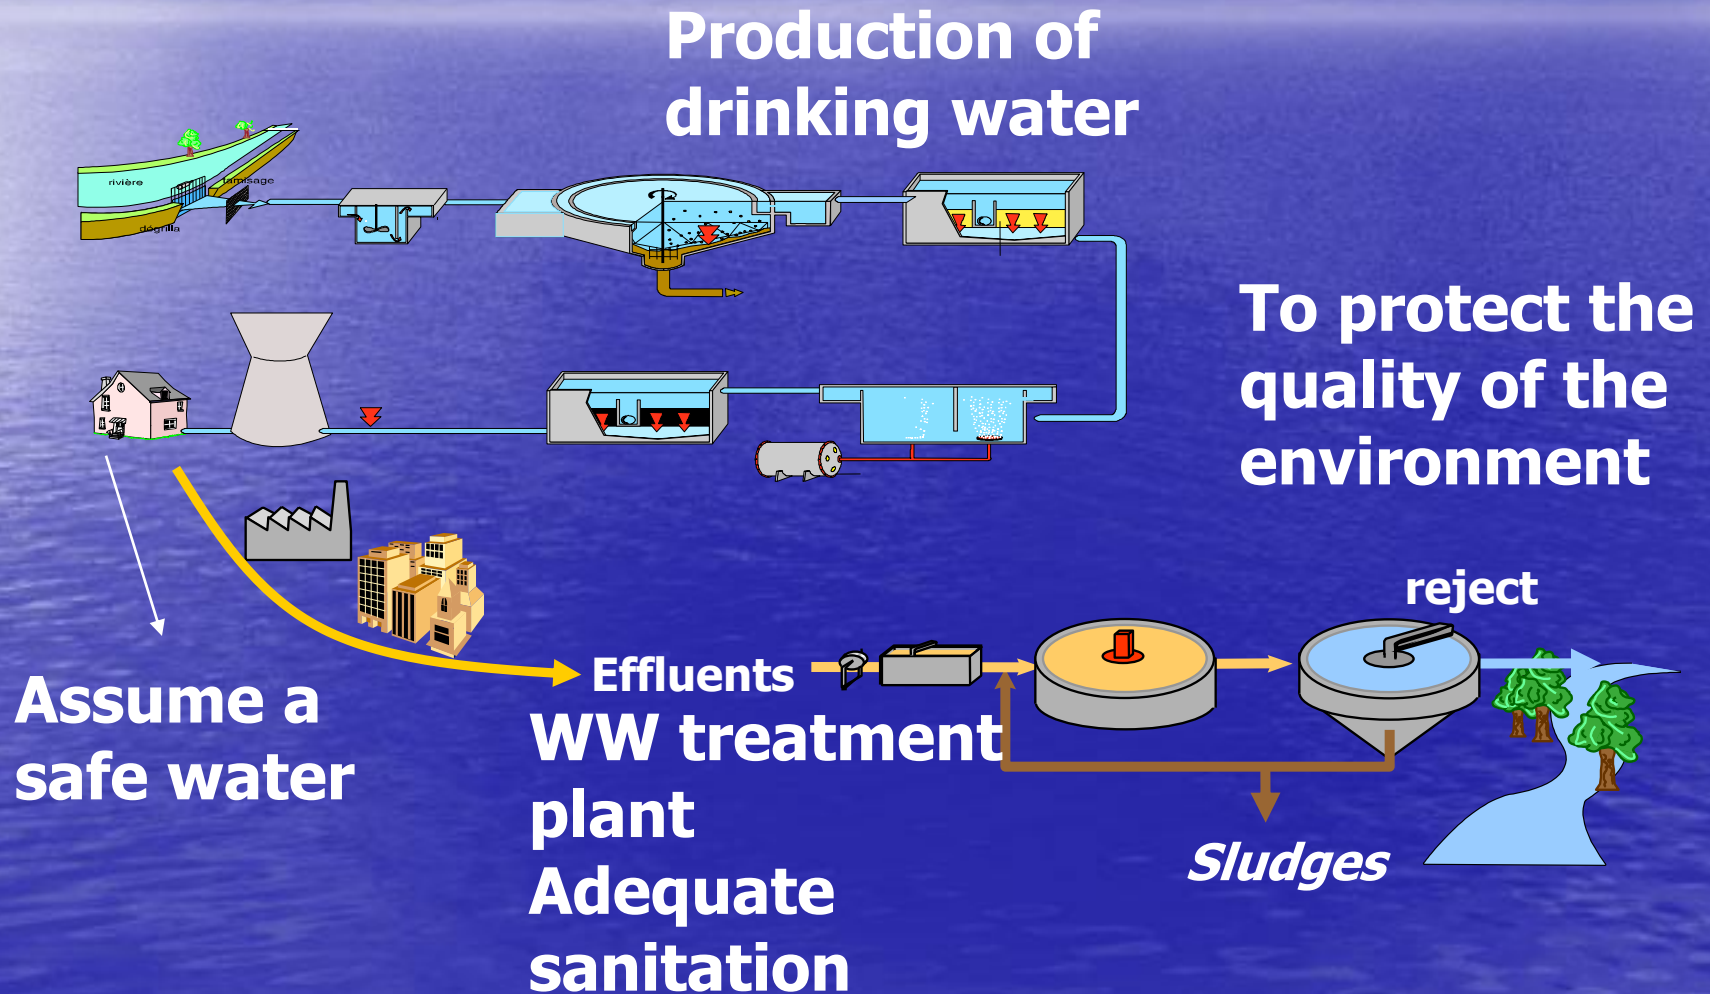 Production of
drinking water
rivière
tamisage
dégrilla
To protect the
quality of the
environment
reject
Effluents
Assume a
safe water
WW treatment
plant
Adequate
sanitation
Sludges